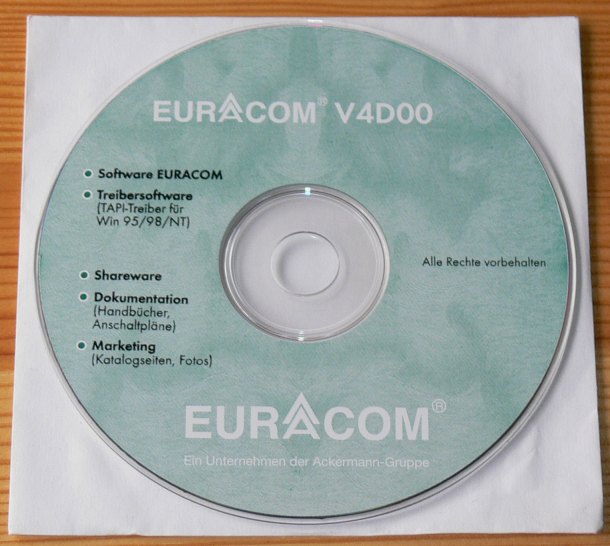 EURACOM® V4D00
Software EURACOM
Treibersoftware
(TAPI-Treiber für
Win 95/98/NT)
Shareware
Dokumentation
(Handbücher,
Anschaltpläne)
Marketing
(Katalogseiten, Fotos)
Alle Rechte vorbehalten
EURACOM®
Ein Unternehmen der Ackermann-Gruppe